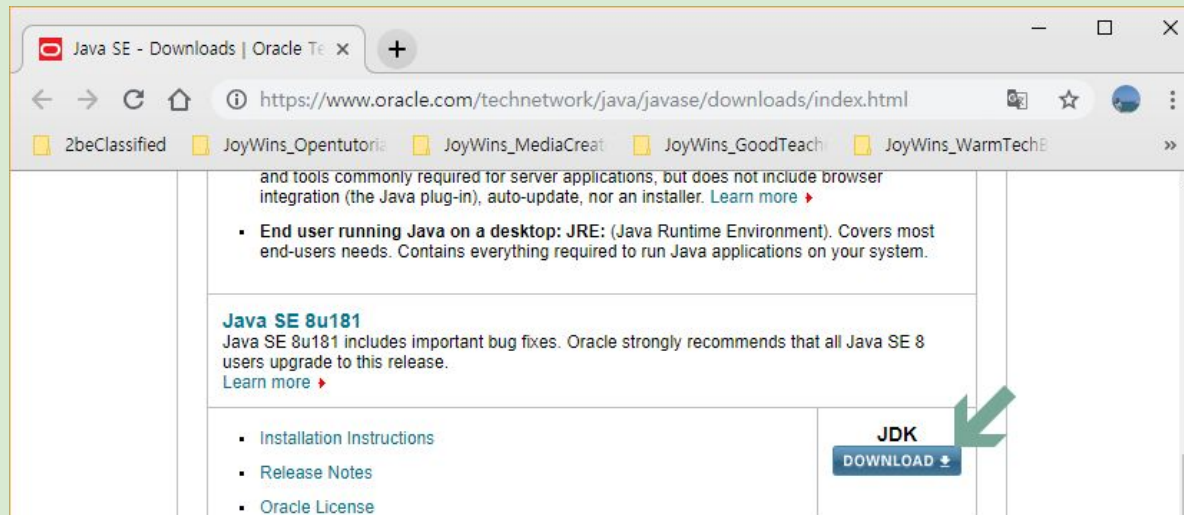 Java SE - Downloads | Oracle Te
https://www.oracle.com/technetwork/java/javase/downloads/index.html
2beClassified JoyWins_Opentutoria JoyWins_MediaCreat JoyWins_GoodTeach JoyWins_WarmTechB
and tools commonly required for server applications, but does not include browser
integration (the Java plug-in), auto-update, nor an installer. Learn more
End user running Java on a desktop: JRE: (Java Runtime Environment). Covers most
end-users needs. Contains everything required to run Java applications on your system.
Java SE 8u181
Java SE 8u181 includes important bug fixes. Oracle strongly recommends that all Java SE 8
users upgrade to this release.
Learn more
Installation Instructions
Release Notes
Oracle License
JDK
DOWNLOAD